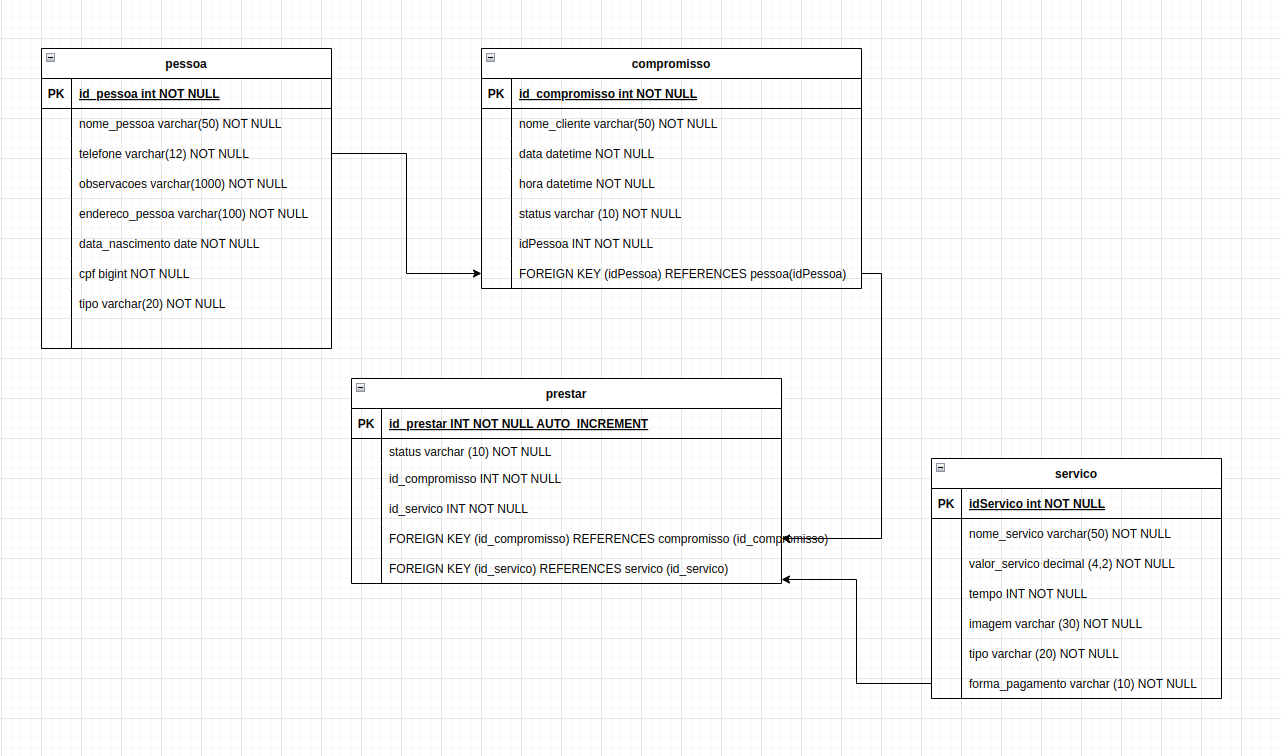 pessoa
PK id_pessoa int NOT NULL
nome_pessoa varchar(50) NOT NULL
telefone varchar(12) NOT NULL
observacoes varchar(1000) NOT NULL
endereco_pessoa varchar(100) NOT NULL
data_nascimento date NOT NULL
cpf bigint NOT NULL
tipo varchar(20) NOT NULL
compromisso
PK id_compromisso int NOT NULL
nome_cliente varchar(50) NOT NULL
data datetime NOT NULL
hora datetime NOT NULL
status varchar (10) NOT NULL
idPessoa INT NOT NULL
FOREIGN KEY (idPessoa) REFERENCES pessoa(idPessoa)
prestar
PK id_prestar INT NOT NULL AUTO_INCREMENT
status varchar (10) NOT NULL
id_compromisso INT NOT NULL
id_servico INT NOT NULL
FOREIGN KEY (id_compromisso) REFERENCES compromisso (id_compromisso)
FOREIGN KEY (id_servico) REFERENCES servico (id_servico)
servico
PK idServico int NOT NULL
nome_servico varchar(50) NOT NULL
valor_servico decimal (4,2) NOT NULL
tempo INT NOT NULL
imagem varchar (30) NOT NULL
tipo varchar (20) NOT NULL
forma_pagamento varchar (10) NOT NULL